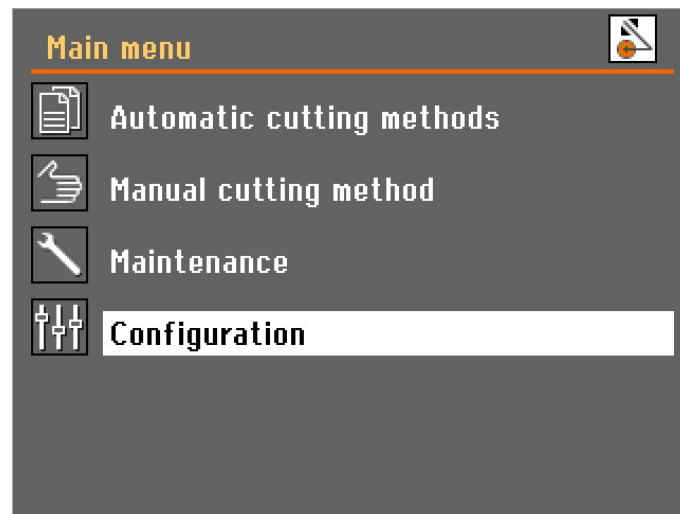 Main menu
Automatic cutting methods
Manual cutting method
Maintenance
Configuration